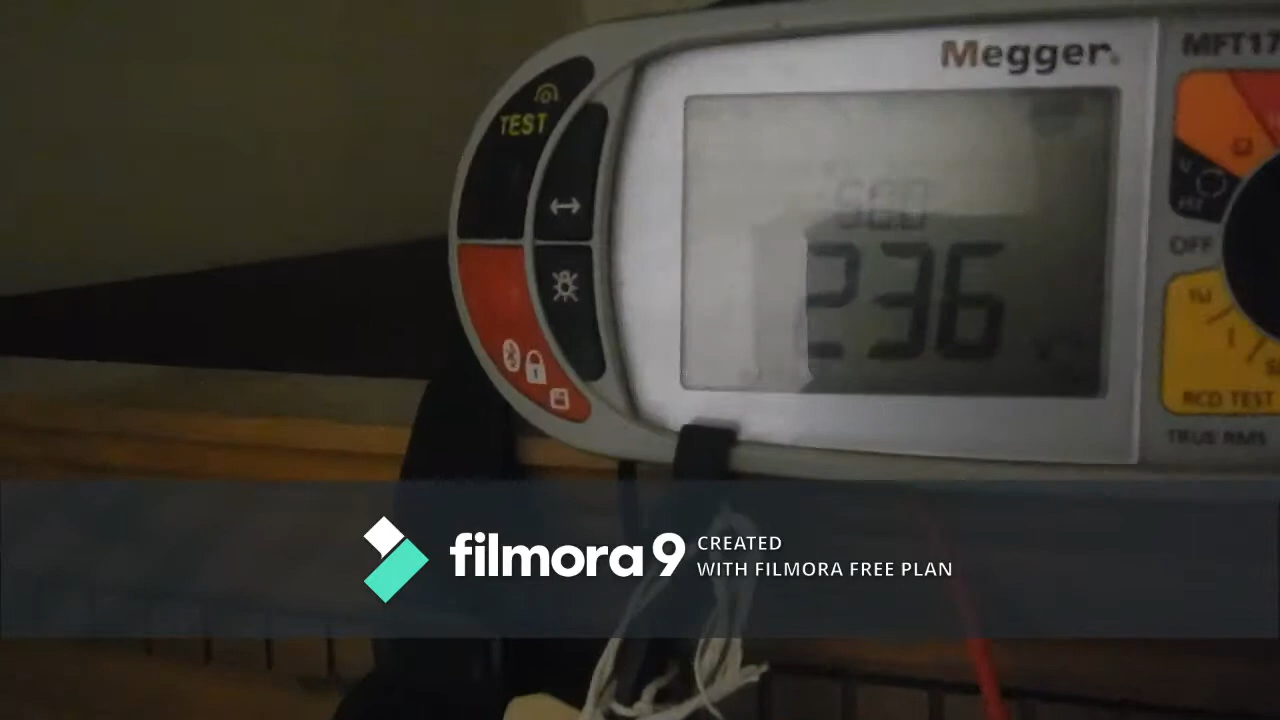 Megger.
MFT17
TEST
236
V
OFF
RCD TEST
TRUE RMS
filmora9
CREATED
WITH FILMORA FREE PLAN